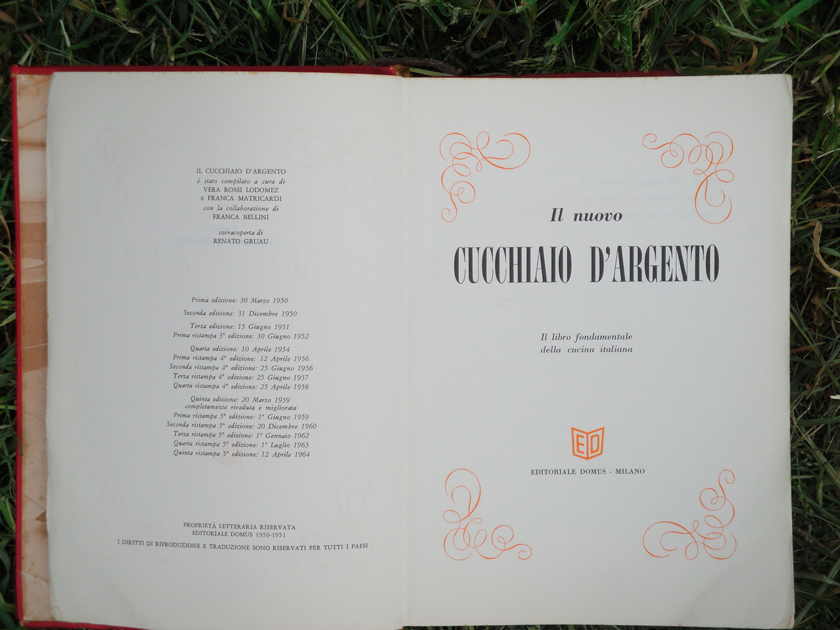 IL CUCCHIAIO D'ARGENTO
è stato compilato a cura di
VERA ROSSI LODOMEZ
e FRANCA MATRICARDI
con la collaborazione di
FRANCA BELLINI
sovracoperta di
RENATO GRUAU
Prima edizione: 30 Marzo 1950
Seconda edizione: 31 Dicembre 1950
Terza edizione: 15 Giugno 1951
Prima ristampa 3ª edizione: 30 Giugno 1952
Quarta edizione: 10 Aprile 1954
Prima ristampa 4ª edizione: 12 Aprile 1956
Seconda ristampa 4ª edizione: 25 Giugno 1956
Terza ristampa 4ª edizione: 25 Giugno 1957
Quarta ristampa 4ª edizione: 25 Aprile 1958
Quinta edizione: 20 Marzo 1959
completamente riveduta e migliorata
Prima ristampa 5ª edizione: 1° Giugno 1959
Seconda ristampa 5ª edizione: 20 Dicembre 1960
Terza ristampa 5ª edizione: 1° Gennaio 1962
Quarta ristampa 5ª edizione: 1° Luglio 1963
Quinta ristampa 5ª edizione: 12 Aprile 1964
PROPRIETÀ LETTERARIA RISERVATA
EDITORIALE DOMUS 1950-1951
I DIRITTI DI RIPRODUZIONE E TRADUZIONE SONO RISERVATI PER TUTTI I PAESI
Il nuovo
CUCCHIAIO D'ARGENTO
Il libro fondamentale
della cucina italiana
ED
EDITORIALE DOMUS - MILANO